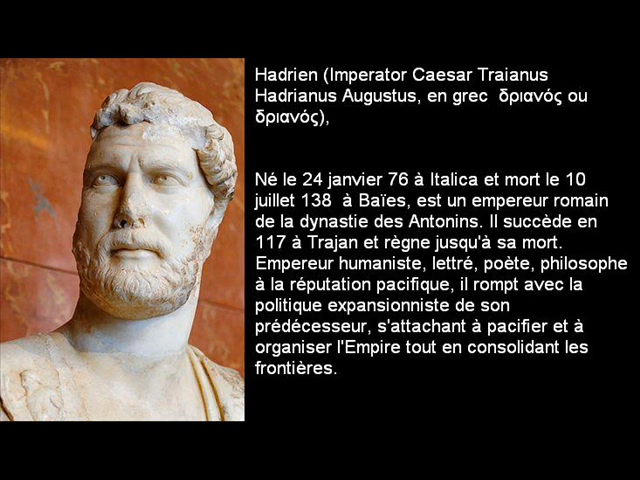 Hadrien (Imperator Caesar Traianus
Hadrianus Augustus, en grec  δριανός ου
δριανός),
Né le 24 janvier 76 à Italica et mort le 10
juillet 138  à Baïes, est un empereur romain
de la dynastie des Antonins. Il succède en
117 à Trajan et règne jusqu'à sa mort.
Empereur humaniste, lettré, poète, philosophe
à la réputation pacifique, il rompt avec la
politique expansionniste de son
prédécesseur, s'attachant à pacifier et à
organiser l'Empire tout en consolidant les
frontières.